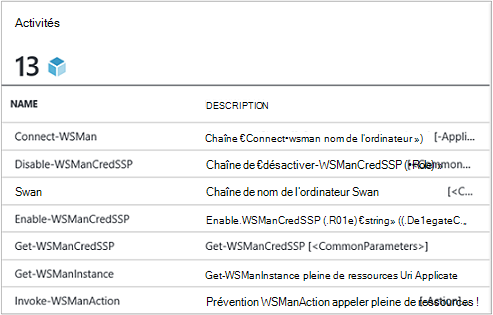 Activités
13
NAME DESCRIPTION
Connect-WSMan Chaîne €Connect•wsman nom de l'ordinateur ») [-Appli...
Disable-WSManCredSSP Chaîne de €désactiver-WSManCredSSP (•Role) »
Swan Chaîne de nom de l'ordinateur Swan [<C...
Enable-WSManCredSSP Enable.WSManCredSSP (.R01e) €string» ((.De1egateC.,
Get-WSManCredSSP Get-WSManCredSSP [<CommonParameters>]
Get-WSManInstance Get-WSManInstance pleine de ressources Uri Applicate
Invoke-WSManAction Prévention WSManAction appeler pleine de ressources !